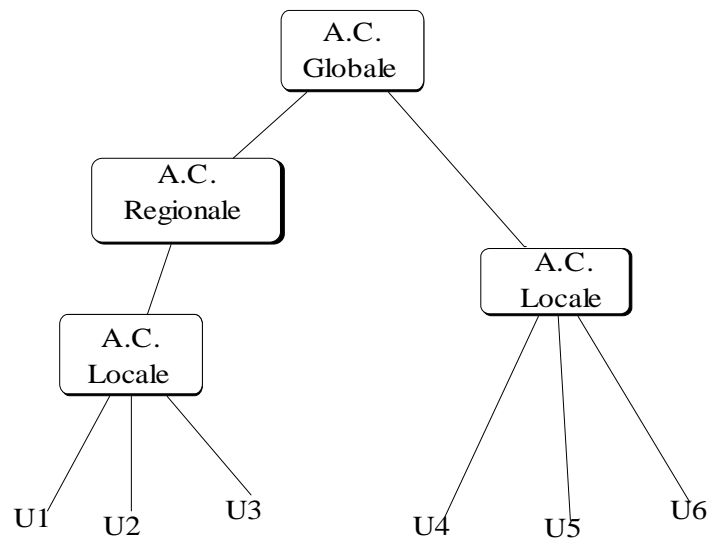 A.C.
Globale
A.C.
Regionale
A.C.
Locale
A.C.
Locale
U1
U2
U3
U4
U5
U6